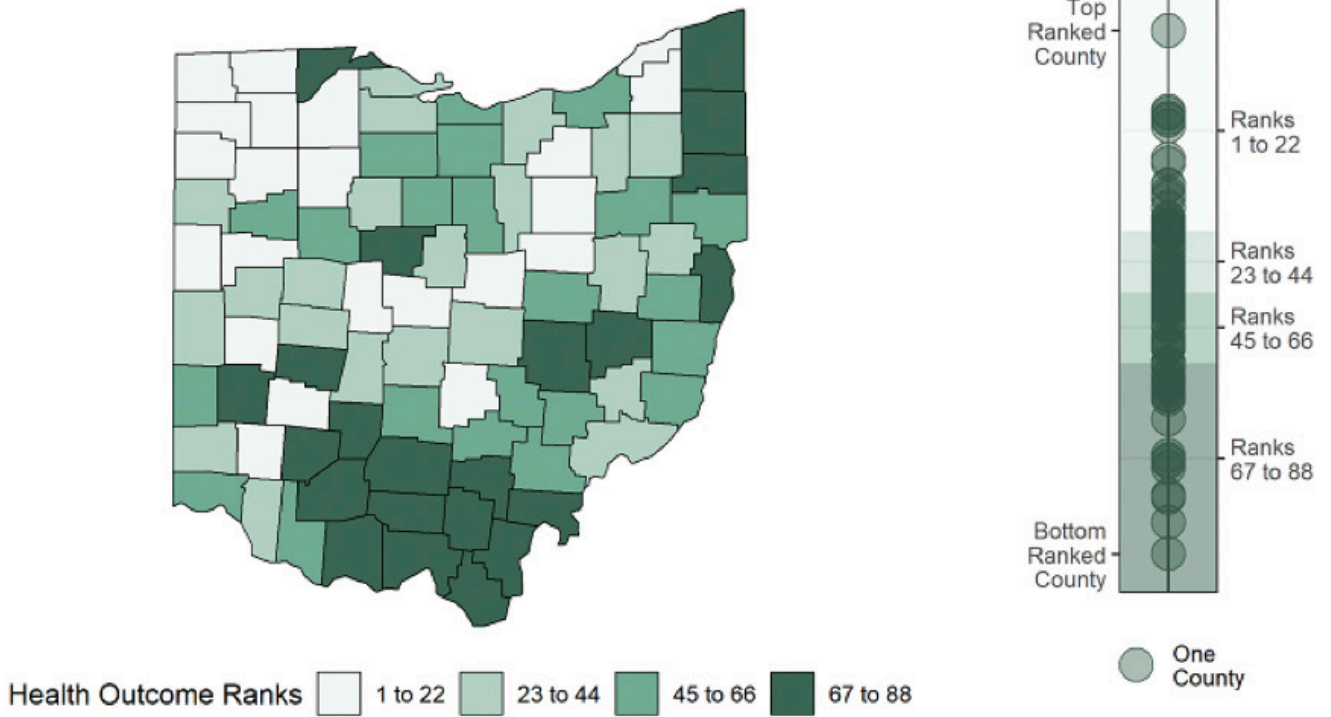 Top
Ranked
County
Ranks
1 to 22
Ranks
23 to 44
Ranks
45 to 66
Ranks
67 to 88
Bottom
Ranked
County
One
County
Health Outcome Ranks 1 to 22 23 to 44 45 to 66 67 to 88